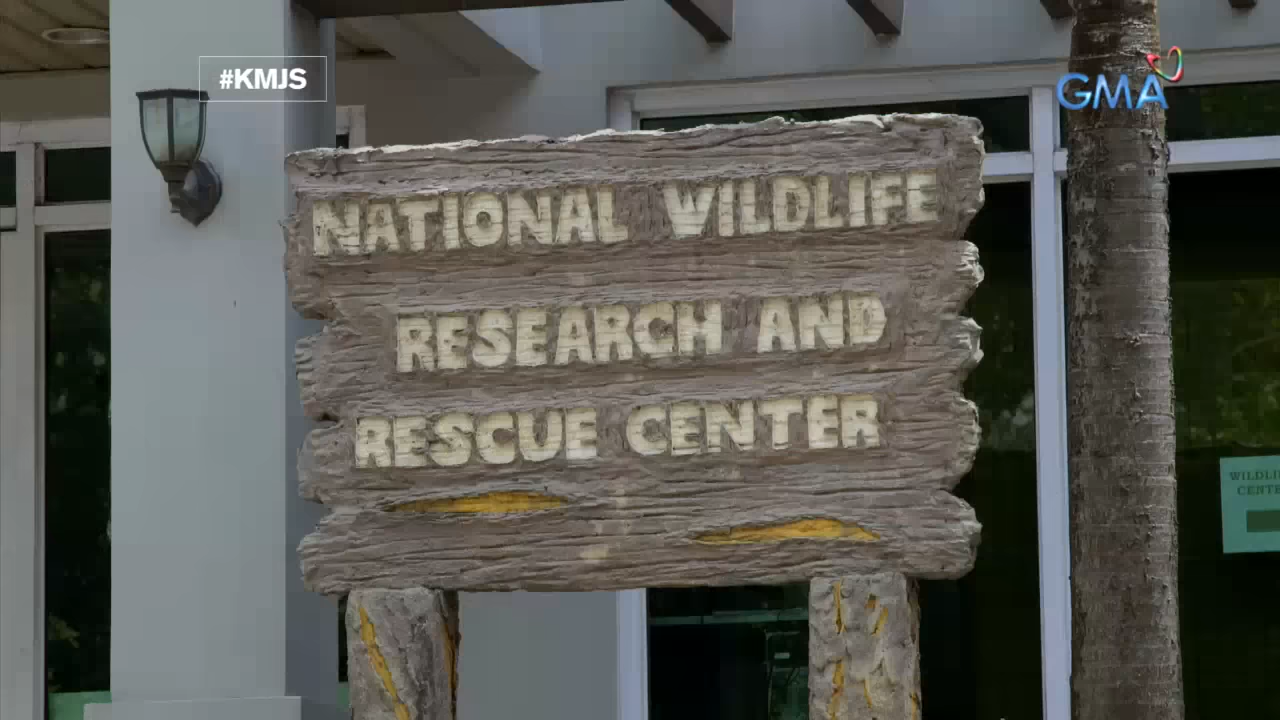 #KMJS
GMA
NATIONAL WILDLIFE
RESEARCH AND
RESCUE CENTER